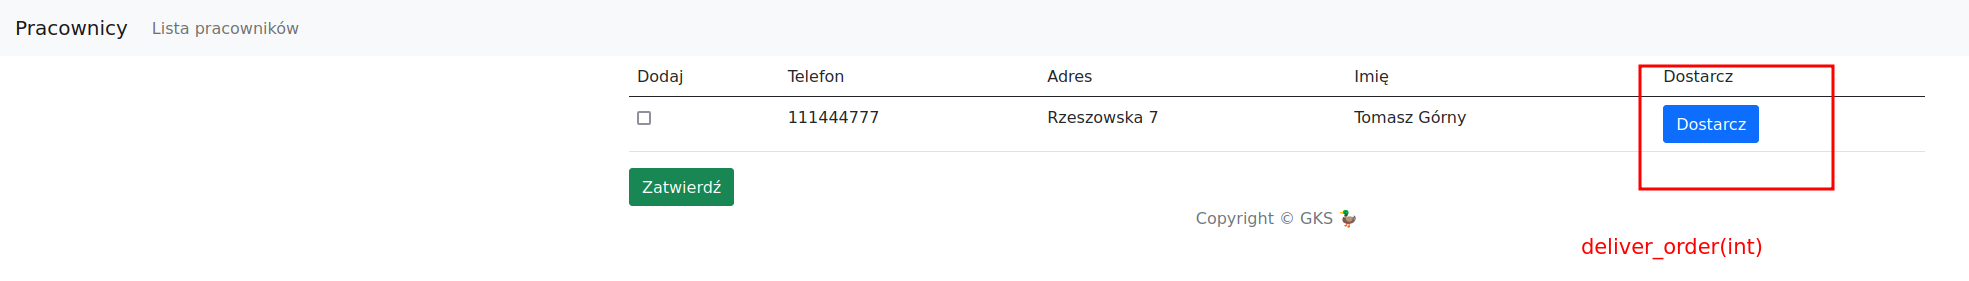 Pracownicy Lista pracowników
Dodaj Telefon Adres Imię Dostarcz
111444777 Rzeszowska 7 Tomasz Górny Dostarcz
Zatwierdź
Copyright © GKS 🦆
deliver_order(int)